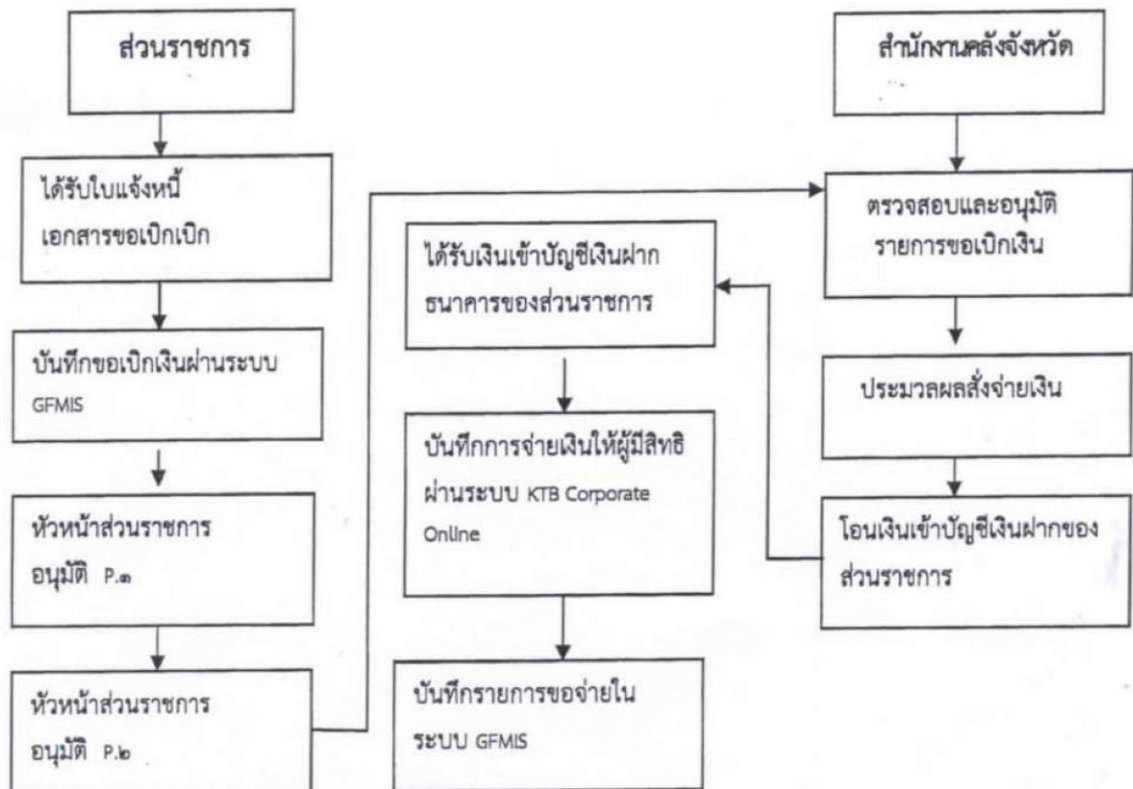 ส่วนราชการ
ได้รับใบแจ้งหนี้
เอกสารขอเบิกเบิก
บันทึกขอเบิกเงินผ่านระบบ
GFMIS
หัวหน้าส่วนราชการ
อนุมัติ P.๑
หัวหน้าส่วนราชการ
อนุมัติ P.๒
สำนักงานคลังจังหวัด
ตรวจสอบและอนุมัติ
รายการขอเบิกเงิน
ประมวลผลสั่งจ่ายเงิน
โอนเงินเข้าบัญชีเงินฝากของ
ส่วนราชการ
ได้รับเงินเข้าบัญชีเงินฝาก
ธนาคารของส่วนราชการ
บันทึกการจ่ายเงินให้ผู้มีสิทธิ
ผ่านระบบ KTB Corporate
Online
บันทึกรายการขอจ่ายใน
ระบบ GFMIS